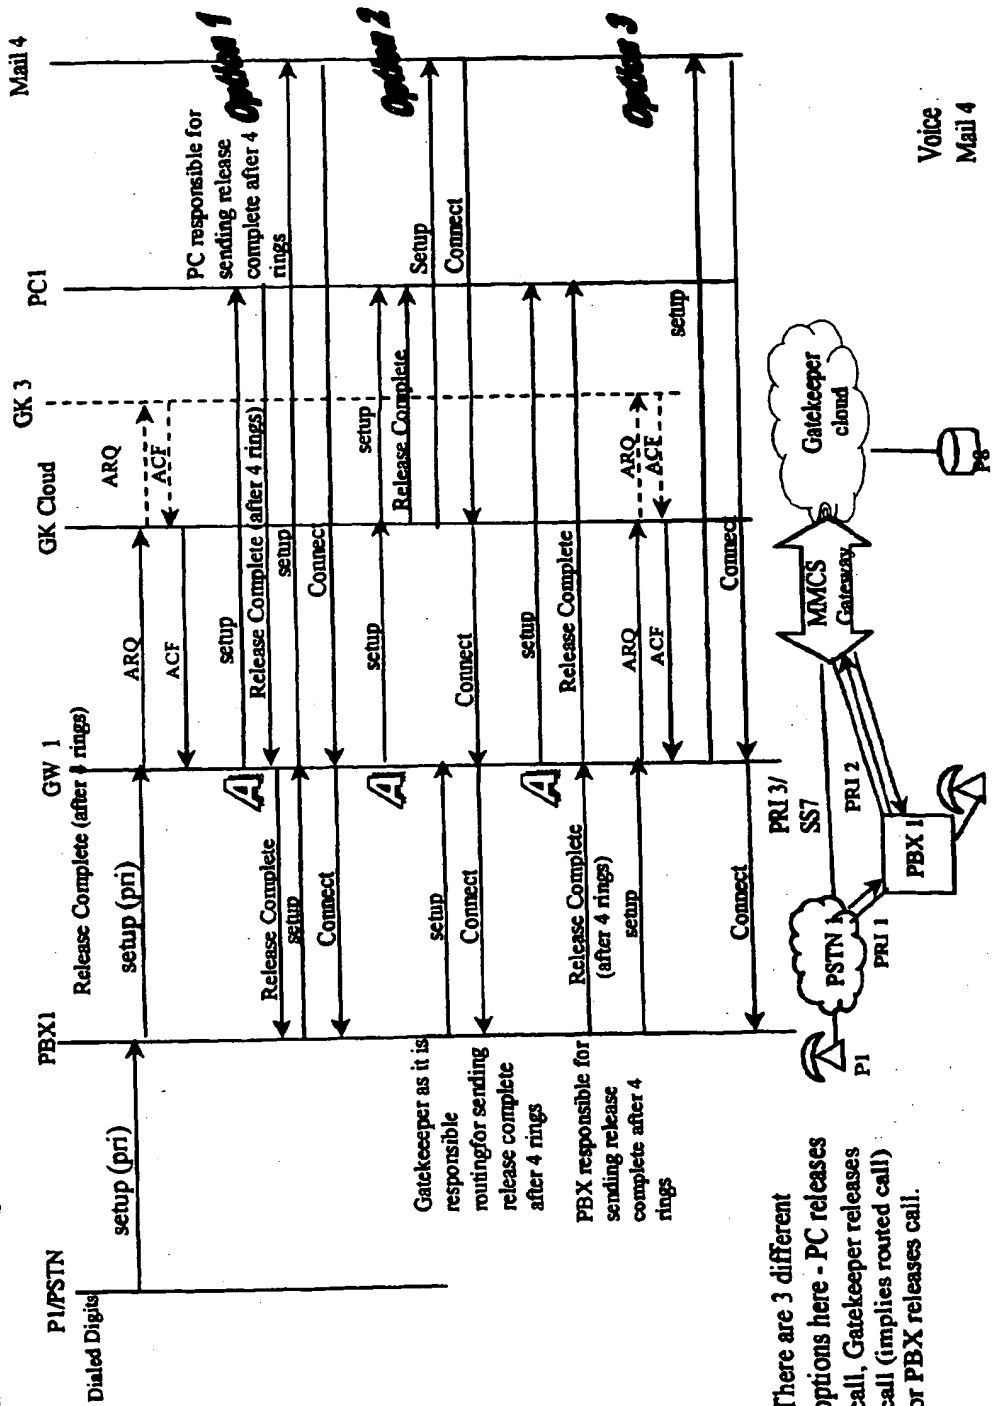 P1/PSTN
PBX1
GW 1
GK Cloud
GK 3
PC1
Mail 4
Dialed Digits
setup (pri)
Release Complete (after 4 rings)
setup (pri)
ARQ
ARQ
ACF
ACF
Option 1
PC responsible for
sending release
complete after 4
rings
A
setup
Release Complete (after 4 rings)
Release Complete
setup
setup
Connect
Connect
Option 2
Gatekeeeper as it is
responsible
routingfor sending
release complete
after 4 rings
A
setup
setup
Release Complete
Setup
setup
Connect
Connect
Connect
Option 3
PBX responsible for
sending release
complete after 4
rings
A
setup
Release Complete
(after 4 rings)
Release Complete
setup
ARQ
ARQ
ACF
ACF
setup
Connect
Connect
There are 3 different
options here - PC releases
call, Gatekeeper releases
call (implies routed call)
or PBX releases call.
P1
PSTN 1
PRI 1
PBX 1
PRI 2
PRI 3/
SS7
MMCS
Gateway
Gatekeeper
cloud
P8
Voice
Mail 4